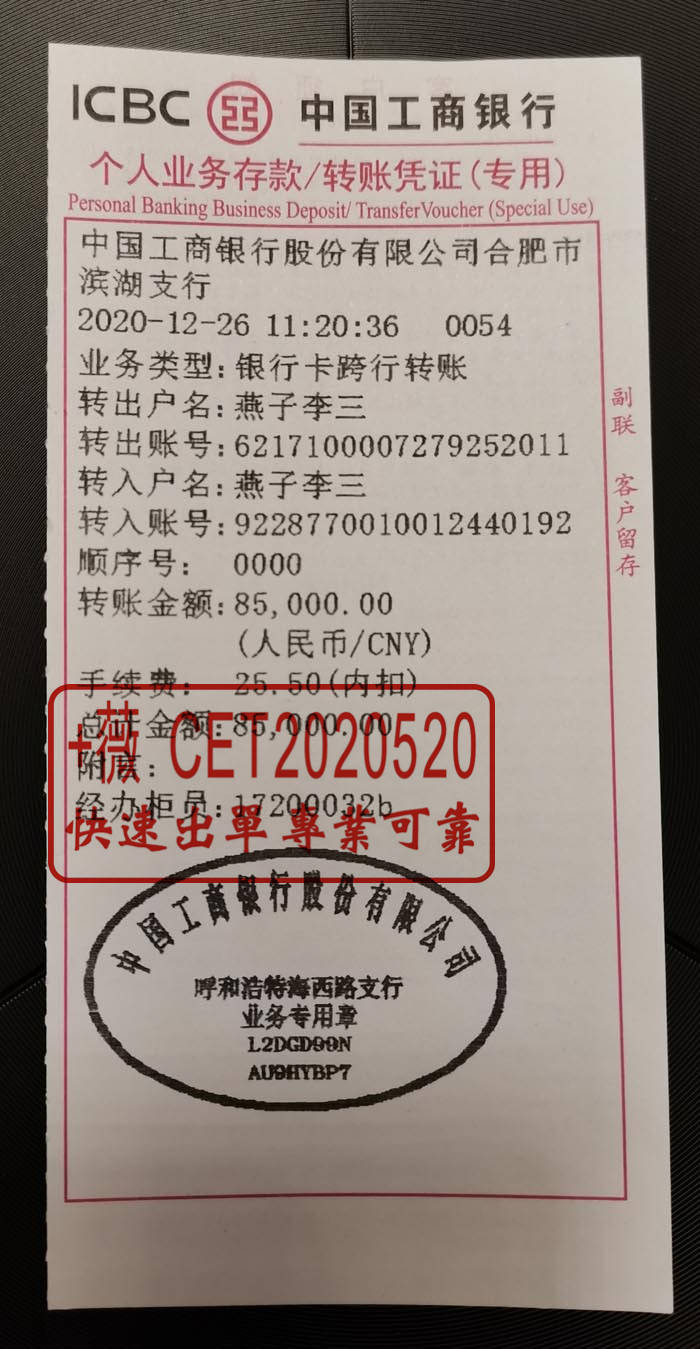 ICBC 中国工商银行
个人业务存款/转账凭证(专用)
Personal Banking Business Deposit/ TransferVoucher (Special Use)
中国工商银行股份有限公司合肥市
滨湖支行
2020-12-26 11:20:36 0054
业务类型:银行卡跨行转账
转出户名:燕子李三
转出账号:6217100007279252011
转入户名:燕子李三
转入账号:9228770010012440192
顺序号: 0000
转账金额:85,000.00
(人民币/CNY)
手续费: 25.50(内扣)
总计金额:85,000.00
附言:
经办柜员:17200032b
+薇 CET2020520
快速出單專業可靠
中国工商银行股份有限公司
呼和浩特海西路支行
业务专用章
L2DGD99N
AU9HYBP7
副联 客户留存